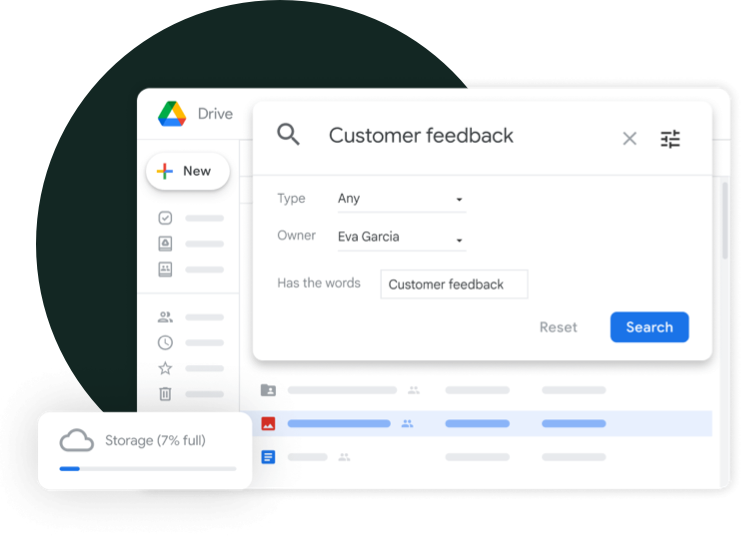 Drive
Customer feedback
New
Type Any
Owner Eva Garcia
Has the words Customer feedback
Reset Search
Storage (7% full)